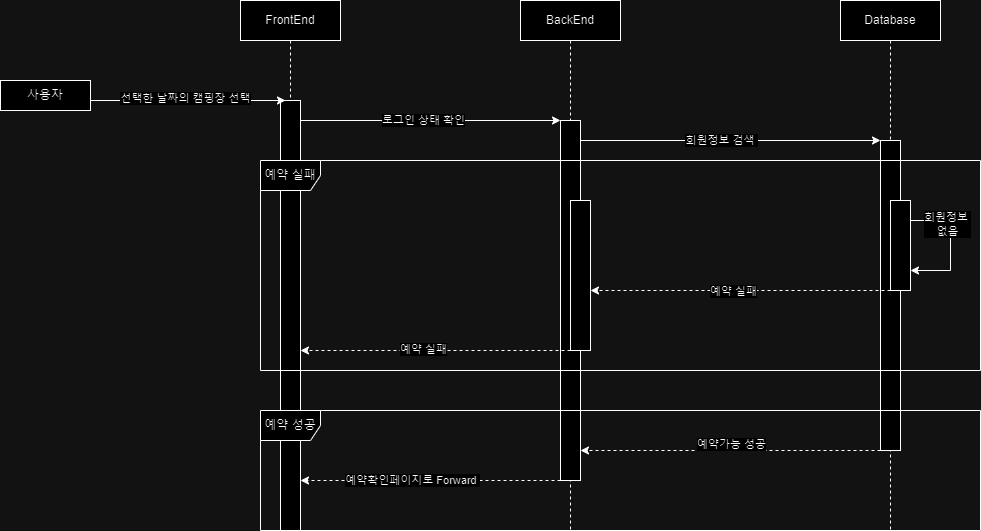 FrontEnd
BackEnd
Database
사용자
선택한 날짜의 캠핑장 선택
로그인 상태 확인
회원정보 검색
예약 실패
회원정보
없음
예약 실패
예약 실패
예약 성공
예약가능 성공
예약확인페이지로 Forward